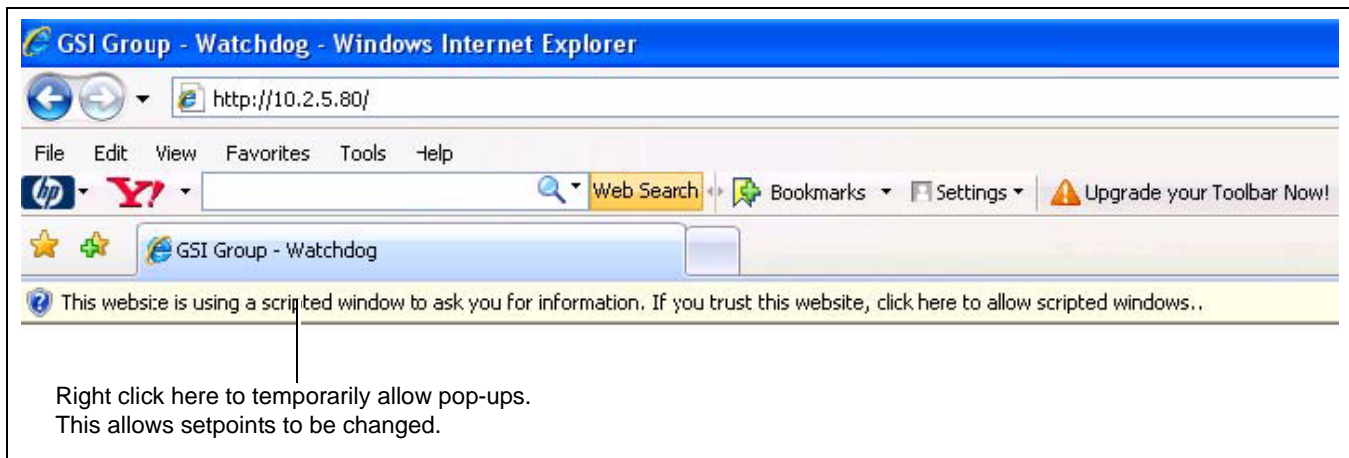 GSI Group - Watchdog - Windows Internet Explorer
http://10.2.5.80/
File Edit View Favorites Tools Help
hp Y! Web Search Bookmarks Settings Upgrade your Toolbar Now!
GSI Group - Watchdog
This website is using a scripted window to ask you for information. If you trust this website, click here to allow scripted windows..
Right click here to temporarily allow pop-ups.
This allows setpoints to be changed.